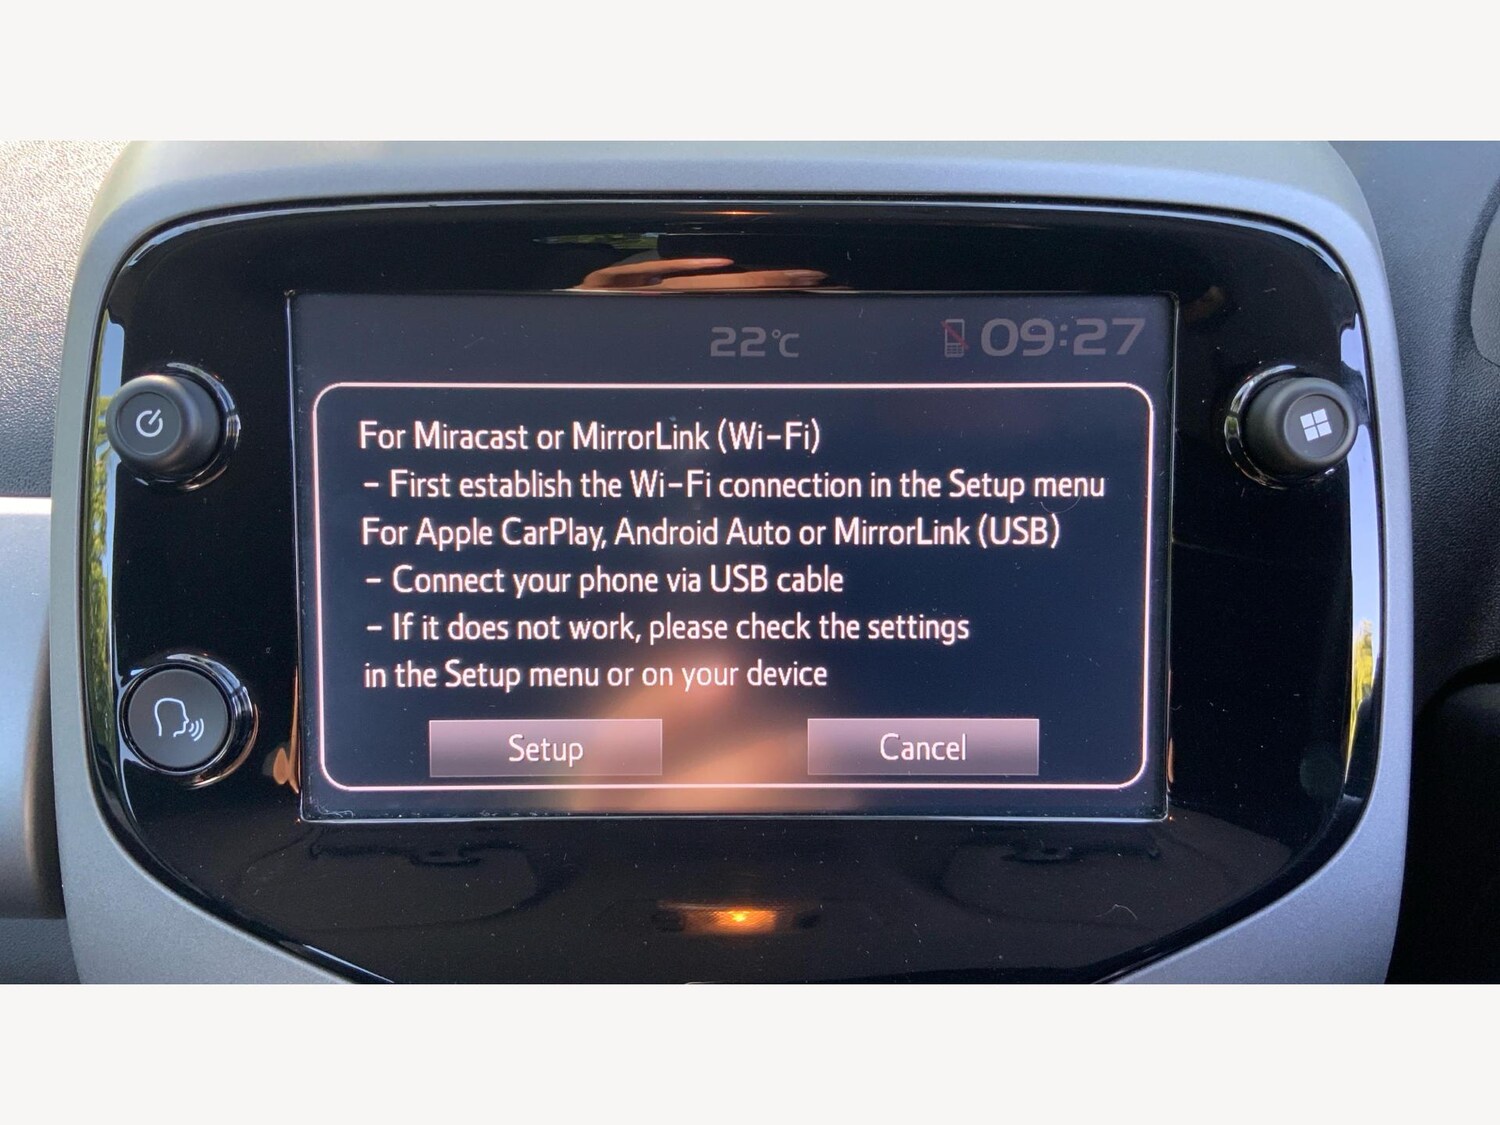 22°C 09:27
For Miracast or MirrorLink (Wi-Fi)
- First establish the Wi-Fi connection in the Setup menu
For Apple CarPlay, Android Auto or MirrorLink (USB)
- Connect your phone via USB cable
- If it does not work, please check the settings
in the Setup menu or on your device
Setup Cancel